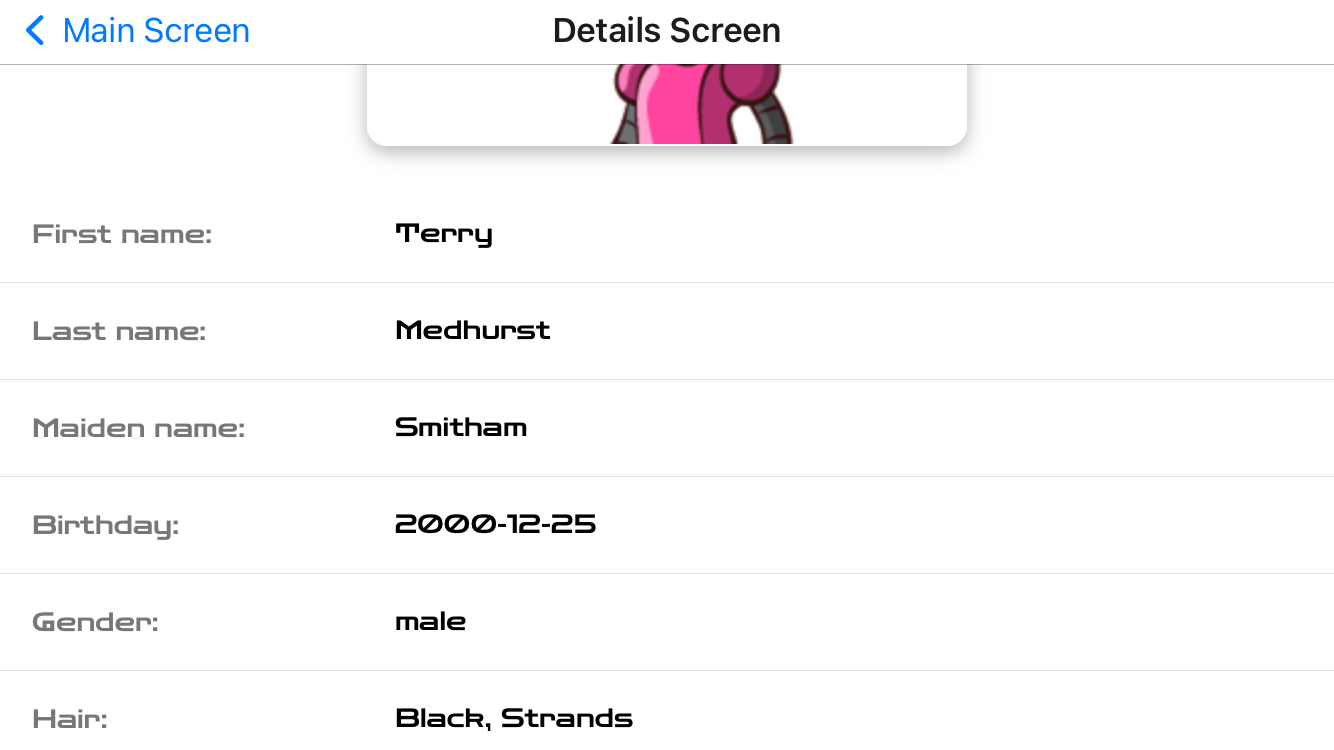 Main Screen
Details Screen
First name: Terry
Last name: Medhurst
Maiden name: Smitham
Birthday: 2000-12-25
Gender: male
Hair: Black, Strands